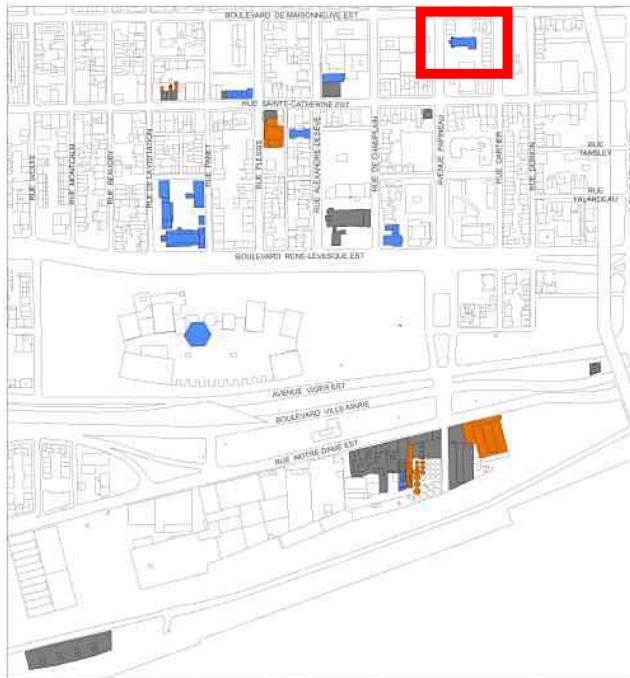 BOULEVARD DE MAISONNEUVE EST
RUE SAINTE-CATHERINE EST
RUE WOLFE
RUE MONTCALM
RUE BEAUDRY
RUE DE LA VISITATION
RUE PANET
RUE PLESSIS
RUE ALEXANDRE-DESÈVE
RUE DE CHAMPLAIN
AVENUE PAPINEAU
RUE CARTIER
RUE DORION
RUE TANSLEY
RUE FALARDEAU
BOULEVARD RENÉ-LÉVESQUE EST
AVENUE VIGER EST
BOULEVARD VILLE-MARIE
RUE NOTRE-DAME EST